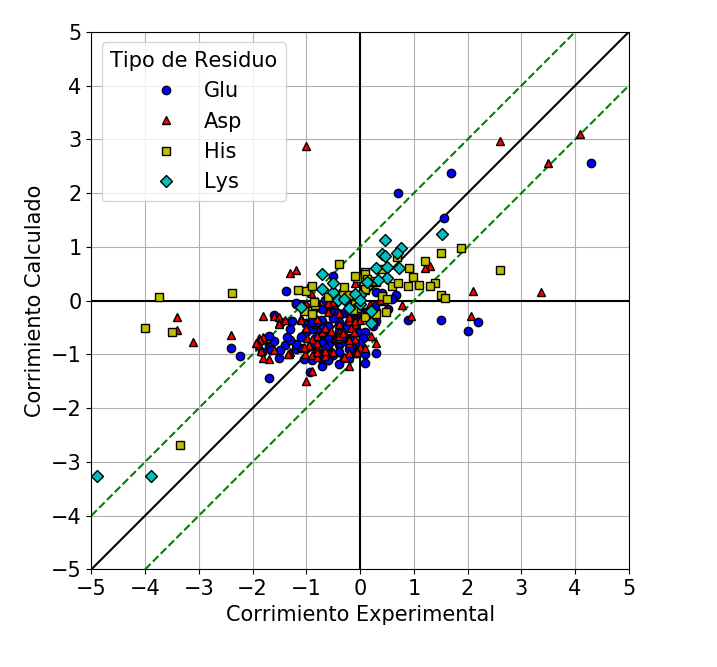 Tipo de Residuo
Glu
Asp
His
Lys
5
4
3
2
1
0
−1
−2
−3
−4
−5
−5 −4 −3 −2 −1 0 1 2 3 4 5
Corrimiento Experimental
Corrimiento Calculado